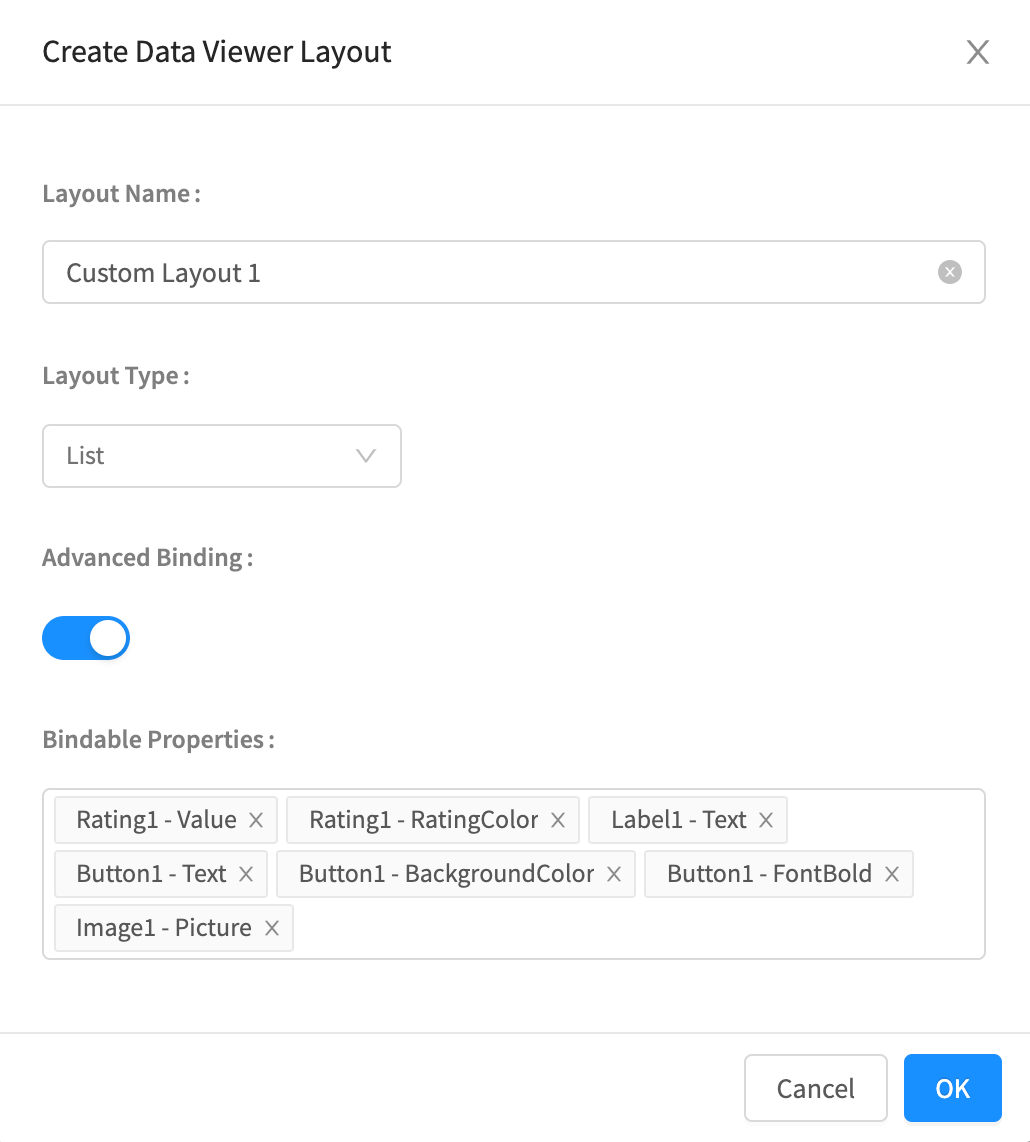 Create Data Viewer Layout
Layout Name :
Custom Layout 1
Layout Type :
List
Advanced Binding :
Bindable Properties :
Rating1 - Value Rating1 - RatingColor Label1 - Text
Button1 - Text Button1 - BackgroundColor Button1 - FontBold
Image1 - Picture
Cancel OK